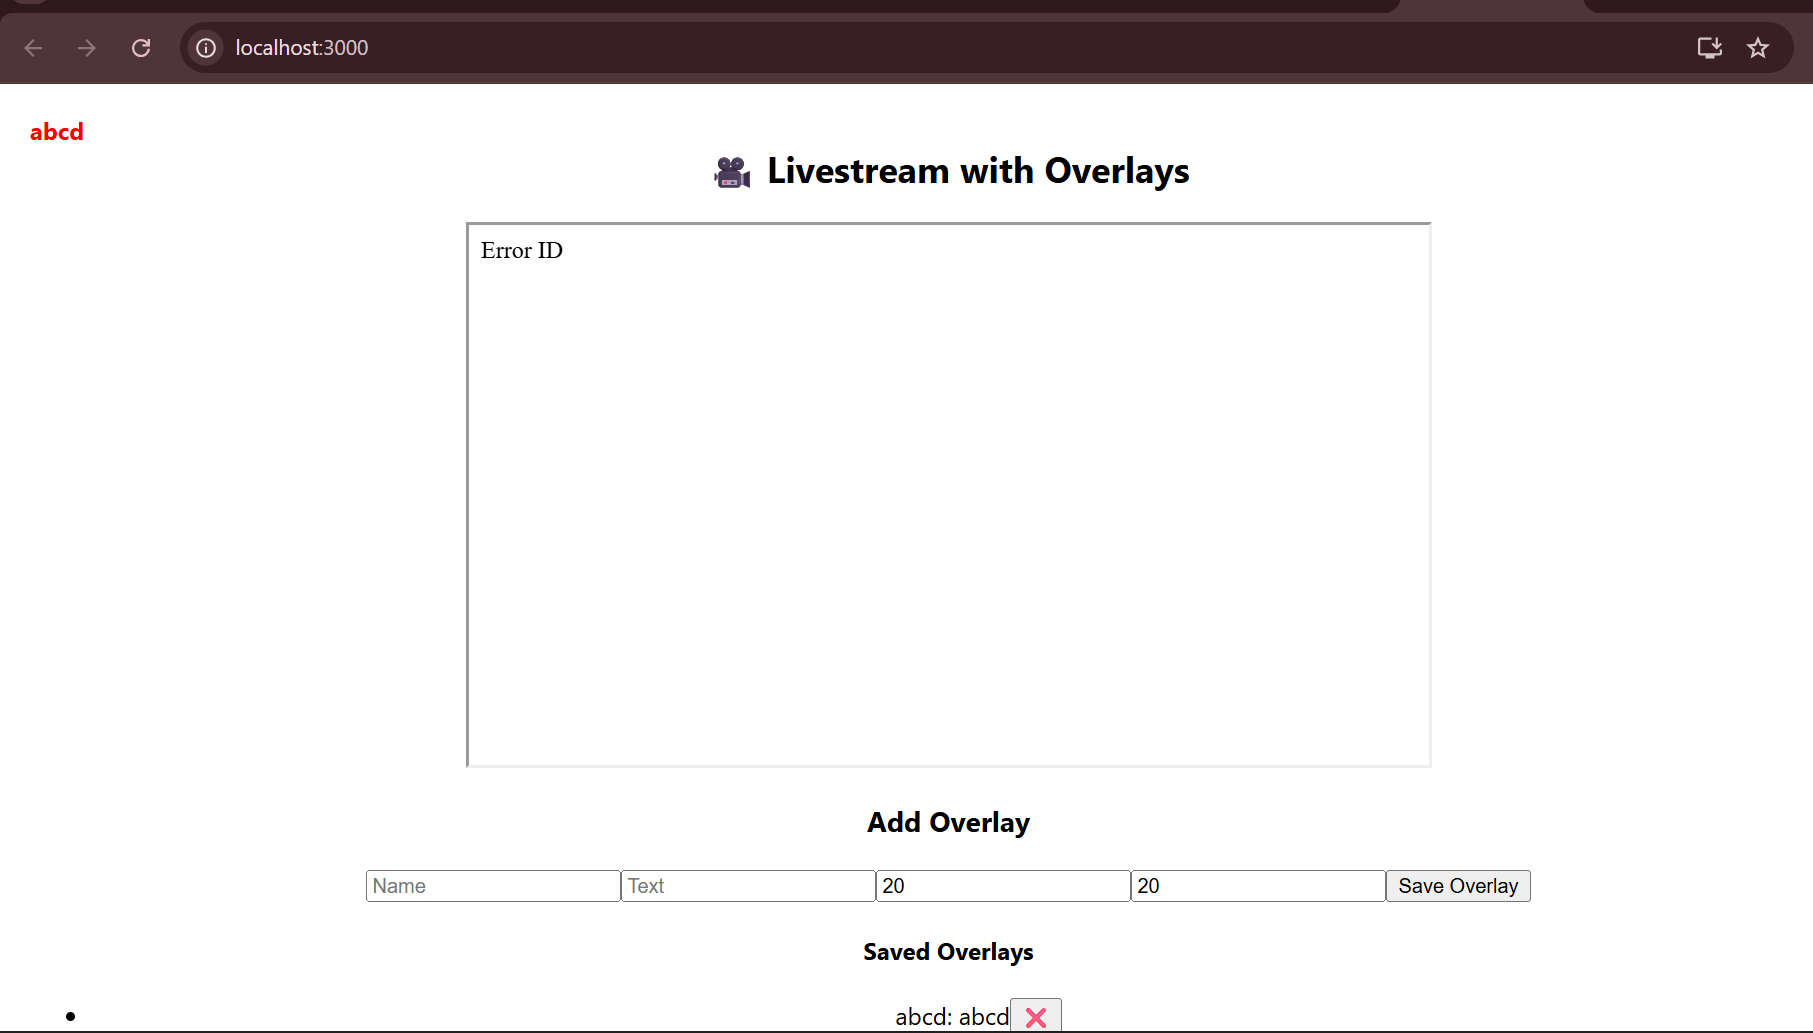 localhost:3000
abcd
🎥 Livestream with Overlays
Error ID
Add Overlay
Name Text 20 20 Save Overlay
Saved Overlays
abcd: abcd ❌